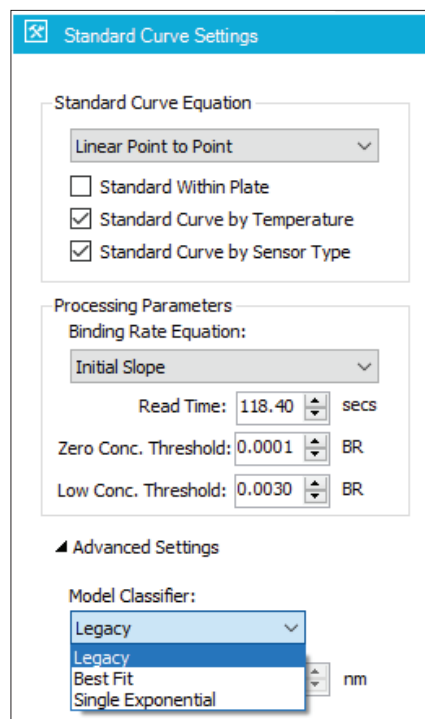 Standard Curve Settings
Standard Curve Equation
Linear Point to Point
Standard Within Plate
Standard Curve by Temperature
Standard Curve by Sensor Type
Processing Parameters
Binding Rate Equation:
Initial Slope
Read Time: 118.40 secs
Zero Conc. Threshold: 0.0001 BR
Low Conc. Threshold: 0.0030 BR
Advanced Settings
Model Classifier:
Legacy
Legacy
Best Fit nm
Single Exponential